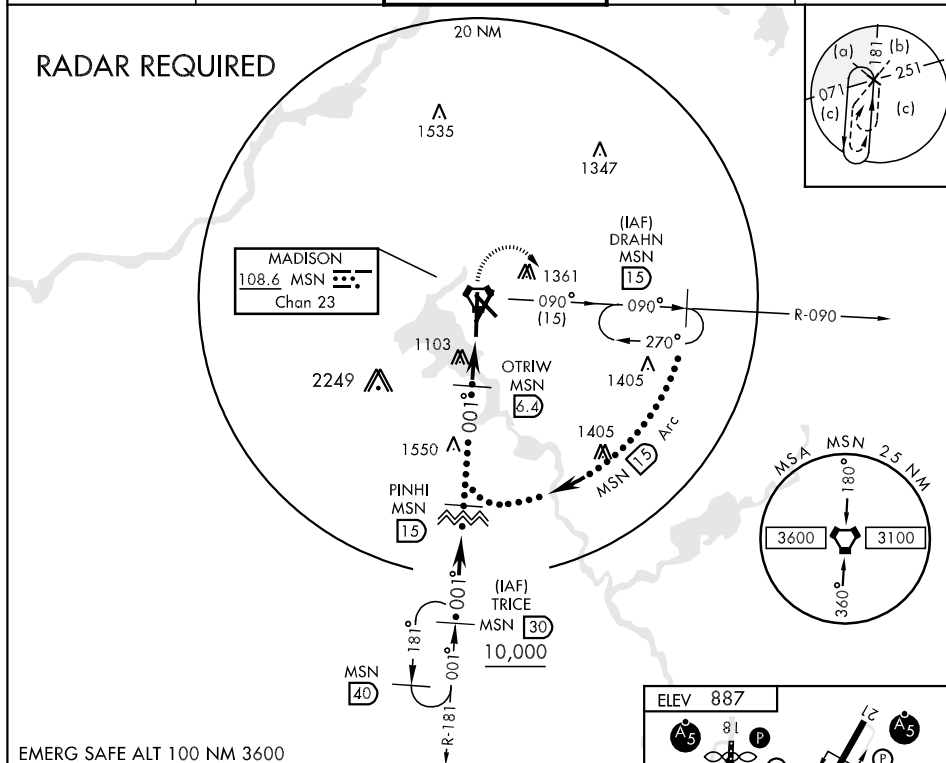 RADAR REQUIRED
20 NM
1535
1347
(a)
181
(b)
071
251
(c)
(c)
MADISON
108.6 MSN
Chan 23
(IAF)
DRAHN
MSN
15
1361
090°
(15)
090°
R-090
270°
1103
2249
OTRIW
MSN
6.4
1405
001°
1550
1405
MSN 15 Arc
PINHI
MSN
15
MSA MSN 25 NM
180°
3600
3100
360°
001°
(IAF)
TRICE
MSN 30
10,000
181°
001°
MSN
40
R-181
EMERG SAFE ALT 100 NM 3600
ELEV 887
A5
18
P
21
A5
P